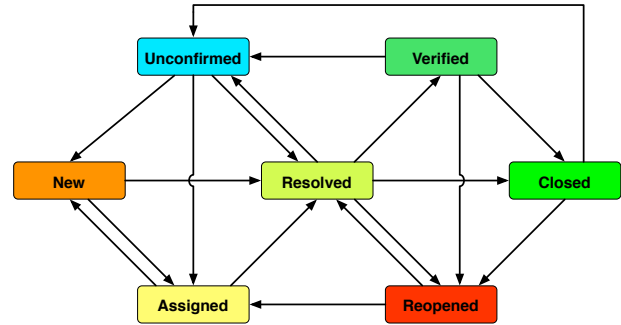 Unconfirmed
Verified
New
Resolved
Closed
Assigned
Reopened